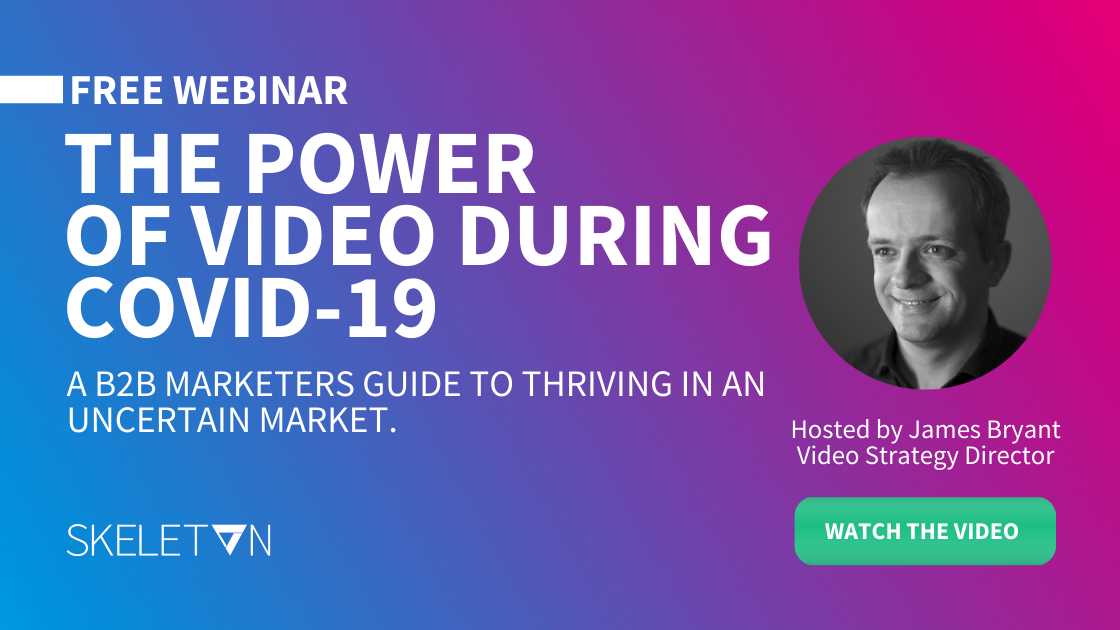 FREE WEBINAR
THE POWER
OF VIDEO DURING
COVID-19
A B2B MARKETERS GUIDE TO THRIVING IN AN
UNCERTAIN MARKET.
Hosted by James Bryant
Video Strategy Director
WATCH THE VIDEO
SKELETON